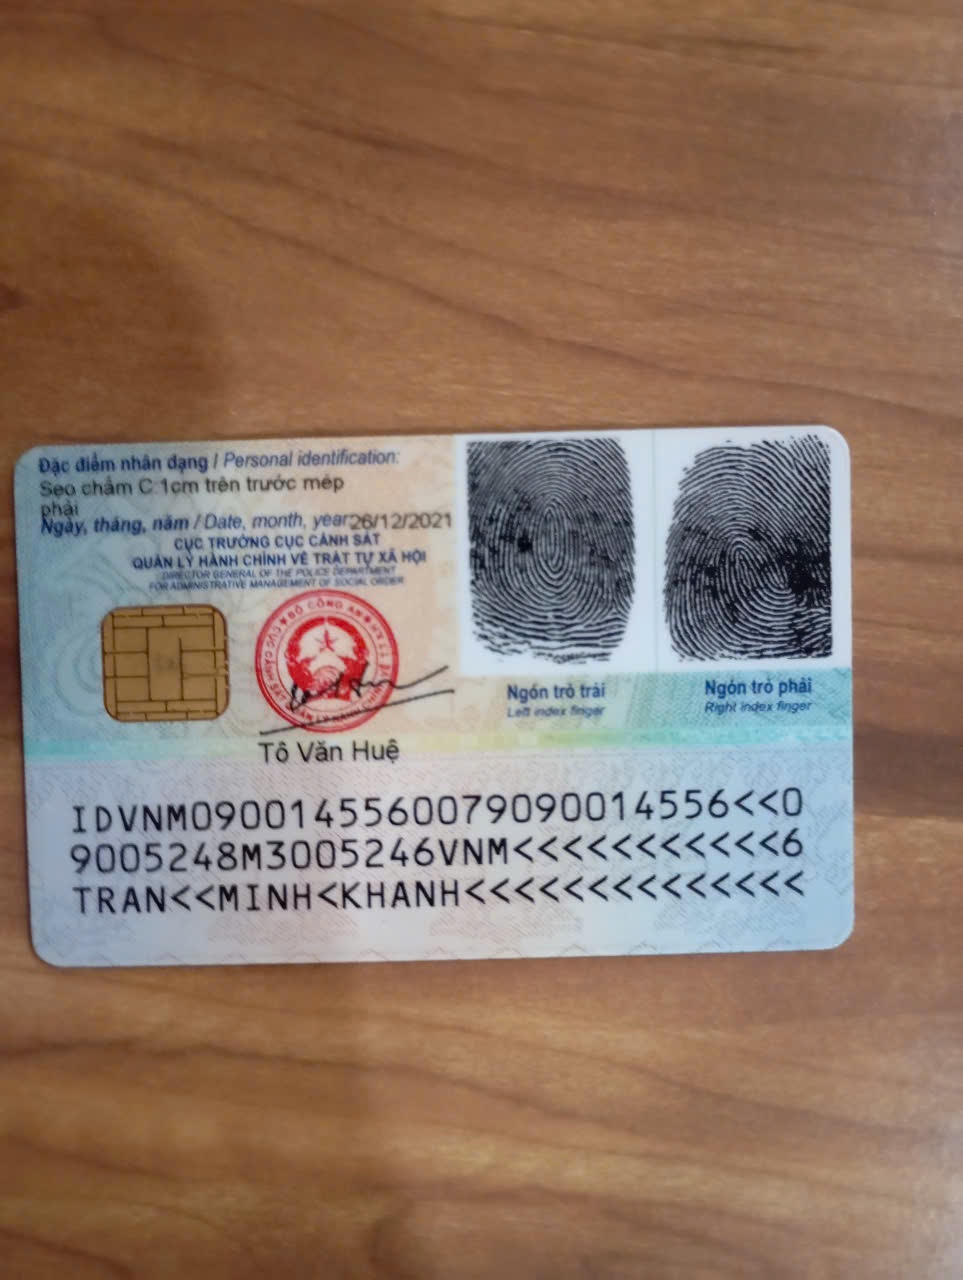 Đặc điểm nhân dạng / Personal identification:
Sẹo chấm C:1cm trên trước mép
phải
Ngày, tháng, năm / Date, month, year 26/12/2021
CỤC TRƯỞNG CỤC CẢNH SÁT
QUẢN LÝ HÀNH CHÍNH VỀ TRẬT TỰ XÃ HỘI
DIRECTOR GENERAL OF THE POLICE DEPARTMENT
FOR ADMINISTRATIVE MANAGEMENT OF SOCIAL ORDER
BỘ CÔNG AN
Tô Văn Huệ
Ngón trỏ trái
Left index finger
Ngón trỏ phải
Right index finger
IDVNM0900145560079090014556<<0
9005248M3005246VNM<<<<<<<<<<<6
TRAN<<MINH<KHANH<<<<<<<<<<<<<<